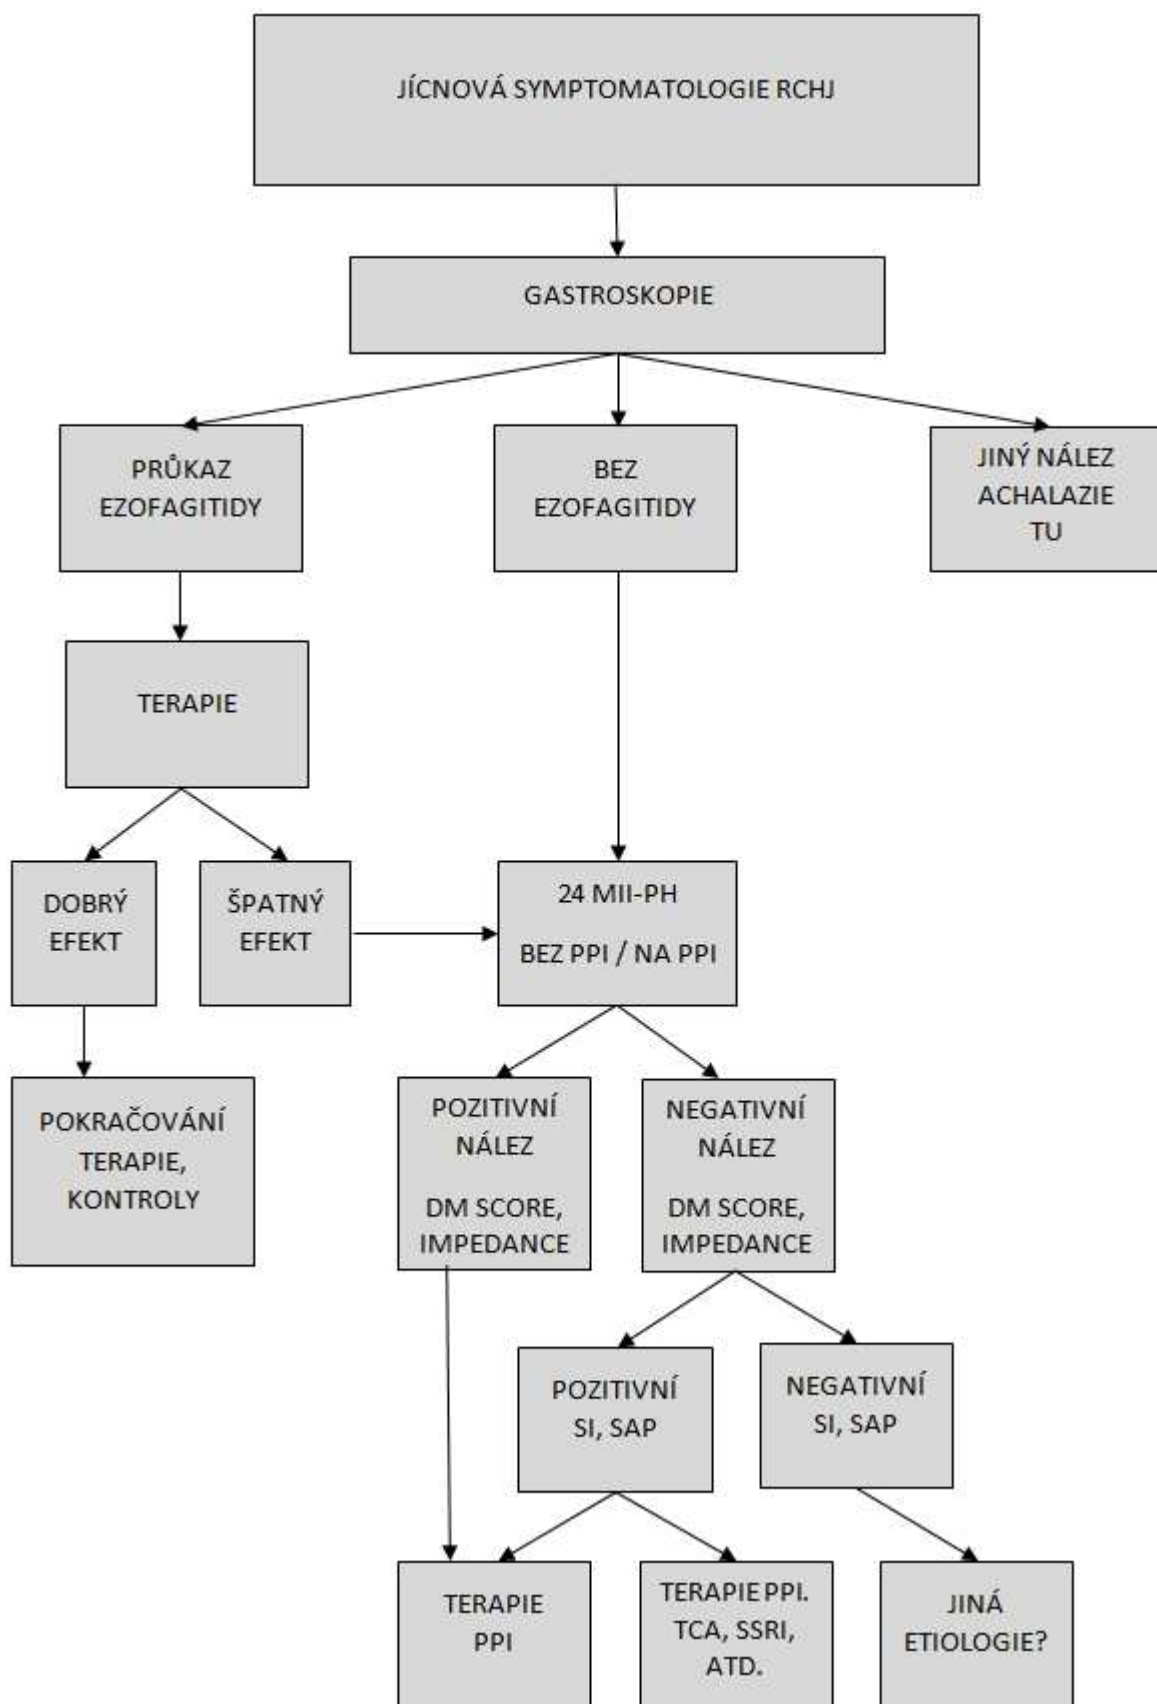 JÍCNOVÁ SYMPTOMATOLOGIE RCHJ
GASTROSKOPIE
PRŮKAZ
EZOFAGITIDY
BEZ
EZOFAGITIDY
JINÝ NÁLEZ
ACHALAZIE
TU
TERAPIE
DOBRÝ
EFEKT
ŠPATNÝ
EFEKT
24 MII-PH
BEZ PPI / NA PPI
POKRAČOVÁNÍ
TERAPIE,
KONTROLY
POZITIVNÍ
NÁLEZ
DM SCORE,
IMPEDANCE
NEGATIVNÍ
NÁLEZ
DM SCORE,
IMPEDANCE
POZITIVNÍ
SI, SAP
NEGATIVNÍ
SI, SAP
TERAPIE
PPI
TERAPIE PPI.
TCA, SSRI,
ATD.
JINÁ
ETIOLOGIE?